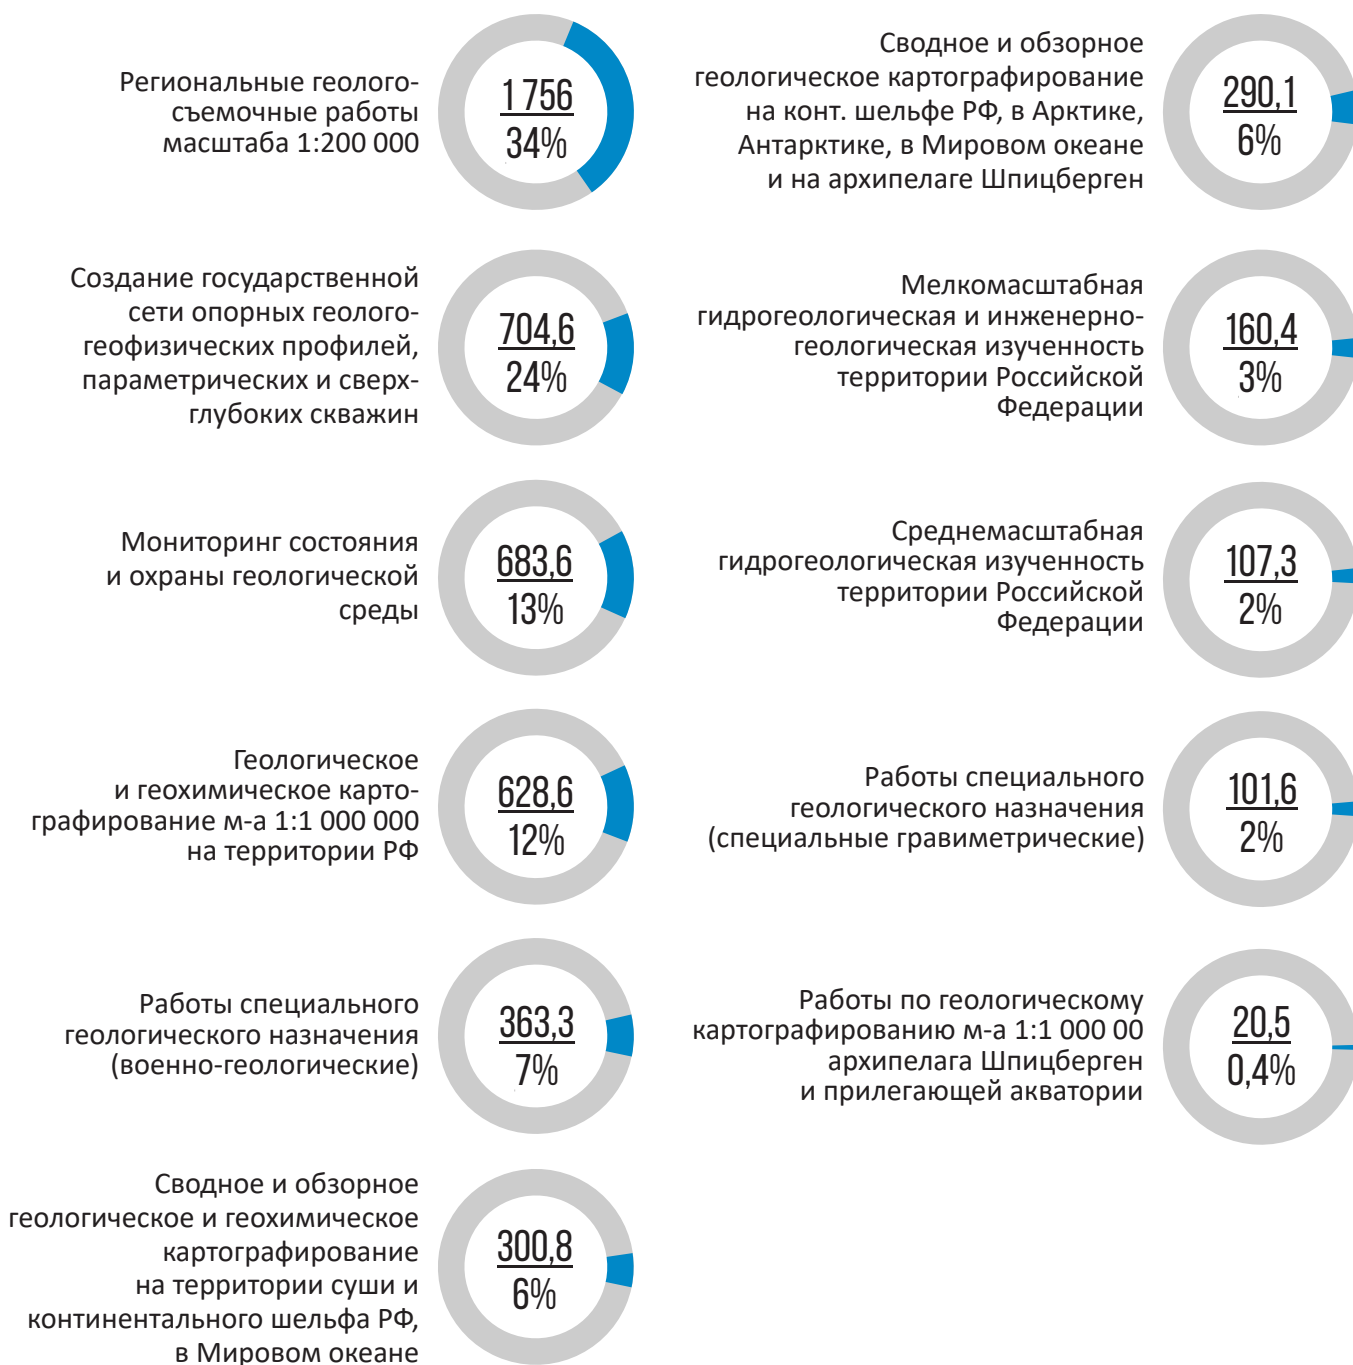 Региональные геолого-
съемочные работы
масштаба 1:200 000
1 756
34%
Создание государственной
сети опорных геолого-
геофизических профилей,
параметрических и сверх-
глубоких скважин
704,6
24%
Мониторинг состояния
и охраны геологической
среды
683,6
13%
Геологическое
и геохимическое карто-
графирование м-а 1:1 000 000
на территории РФ
628,6
12%
Работы специального
геологического назначения
(военно-геологические)
363,3
7%
Сводное и обзорное
геологическое и геохимическое
картографирование
на территории суши и
континентального шельфа РФ,
в Мировом океане
300,8
6%
Сводное и обзорное
геологическое картографирование
на конт. шельфе РФ, в Арктике,
Антарктике, в Мировом океане
и на архипелаге Шпицберген
290,1
6%
Мелкомасштабная
гидрогеологическая и инженерно-
геологическая изученность
территории Российской
Федерации
160,4
3%
Среднемасштабная
гидрогеологическая изученность
территории Российской
Федерации
107,3
2%
Работы специального
геологического назначения
(специальные гравиметрические)
101,6
2%
Работы по геологическому
картографированию м-а 1:1 000 00
архипелага Шпицберген
и прилегающей акватории
20,5
0,4%